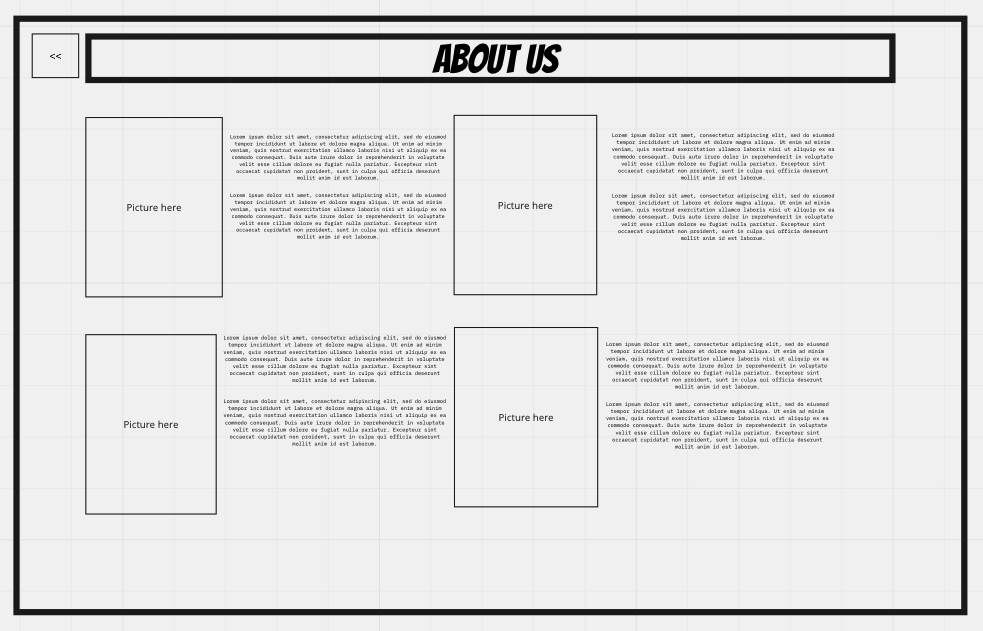 <<
ABOUT US
Picture here
Lorem ipsum dolor sit amet, consectetur adipiscing elit, sed do eiusmod
tempor incididunt ut labore et dolore magna aliqua. Ut enim ad minim
veniam, quis nostrud exercitation ullamco laboris nisi ut aliquip ex ea
commodo consequat. Duis aute irure dolor in reprehenderit in voluptate
velit esse cillum dolore eu fugiat nulla pariatur. Excepteur sint
occaecat cupidatat non proident, sunt in culpa qui officia deserunt
mollit anim id est laborum.
Lorem ipsum dolor sit amet, consectetur adipiscing elit, sed do eiusmod
tempor incididunt ut labore et dolore magna aliqua. Ut enim ad minim
veniam, quis nostrud exercitation ullamco laboris nisi ut aliquip ex ea
commodo consequat. Duis aute irure dolor in reprehenderit in voluptate
velit esse cillum dolore eu fugiat nulla pariatur. Excepteur sint
occaecat cupidatat non proident, sunt in culpa qui officia deserunt
mollit anim id est laborum.
Picture here
Lorem ipsum dolor sit amet, consectetur adipiscing elit, sed do eiusmod
tempor incididunt ut labore et dolore magna aliqua. Ut enim ad minim
veniam, quis nostrud exercitation ullamco laboris nisi ut aliquip ex ea
commodo consequat. Duis aute irure dolor in reprehenderit in voluptate
velit esse cillum dolore eu fugiat nulla pariatur. Excepteur sint
occaecat cupidatat non proident, sunt in culpa qui officia deserunt
mollit anim id est laborum.
Lorem ipsum dolor sit amet, consectetur adipiscing elit, sed do eiusmod
tempor incididunt ut labore et dolore magna aliqua. Ut enim ad minim
veniam, quis nostrud exercitation ullamco laboris nisi ut aliquip ex ea
commodo consequat. Duis aute irure dolor in reprehenderit in voluptate
velit esse cillum dolore eu fugiat nulla pariatur. Excepteur sint
occaecat cupidatat non proident, sunt in culpa qui officia deserunt
mollit anim id est laborum.
Picture here
Lorem ipsum dolor sit amet, consectetur adipiscing elit, sed do eiusmod
tempor incididunt ut labore et dolore magna aliqua. Ut enim ad minim
veniam, quis nostrud exercitation ullamco laboris nisi ut aliquip ex ea
commodo consequat. Duis aute irure dolor in reprehenderit in voluptate
velit esse cillum dolore eu fugiat nulla pariatur. Excepteur sint
occaecat cupidatat non proident, sunt in culpa qui officia deserunt
mollit anim id est laborum.
Lorem ipsum dolor sit amet, consectetur adipiscing elit, sed do eiusmod
tempor incididunt ut labore et dolore magna aliqua. Ut enim ad minim
veniam, quis nostrud exercitation ullamco laboris nisi ut aliquip ex ea
commodo consequat. Duis aute irure dolor in reprehenderit in voluptate
velit esse cillum dolore eu fugiat nulla pariatur. Excepteur sint
occaecat cupidatat non proident, sunt in culpa qui officia deserunt
mollit anim id est laborum.
Picture here
Lorem ipsum dolor sit amet, consectetur adipiscing elit, sed do eiusmod
tempor incididunt ut labore et dolore magna aliqua. Ut enim ad minim
veniam, quis nostrud exercitation ullamco laboris nisi ut aliquip ex ea
commodo consequat. Duis aute irure dolor in reprehenderit in voluptate
velit esse cillum dolore eu fugiat nulla pariatur. Excepteur sint
occaecat cupidatat non proident, sunt in culpa qui officia deserunt
mollit anim id est laborum.
Lorem ipsum dolor sit amet, consectetur adipiscing elit, sed do eiusmod
tempor incididunt ut labore et dolore magna aliqua. Ut enim ad minim
veniam, quis nostrud exercitation ullamco laboris nisi ut aliquip ex ea
commodo consequat. Duis aute irure dolor in reprehenderit in voluptate
velit esse cillum dolore eu fugiat nulla pariatur. Excepteur sint
occaecat cupidatat non proident, sunt in culpa qui officia deserunt
mollit anim id est laborum.